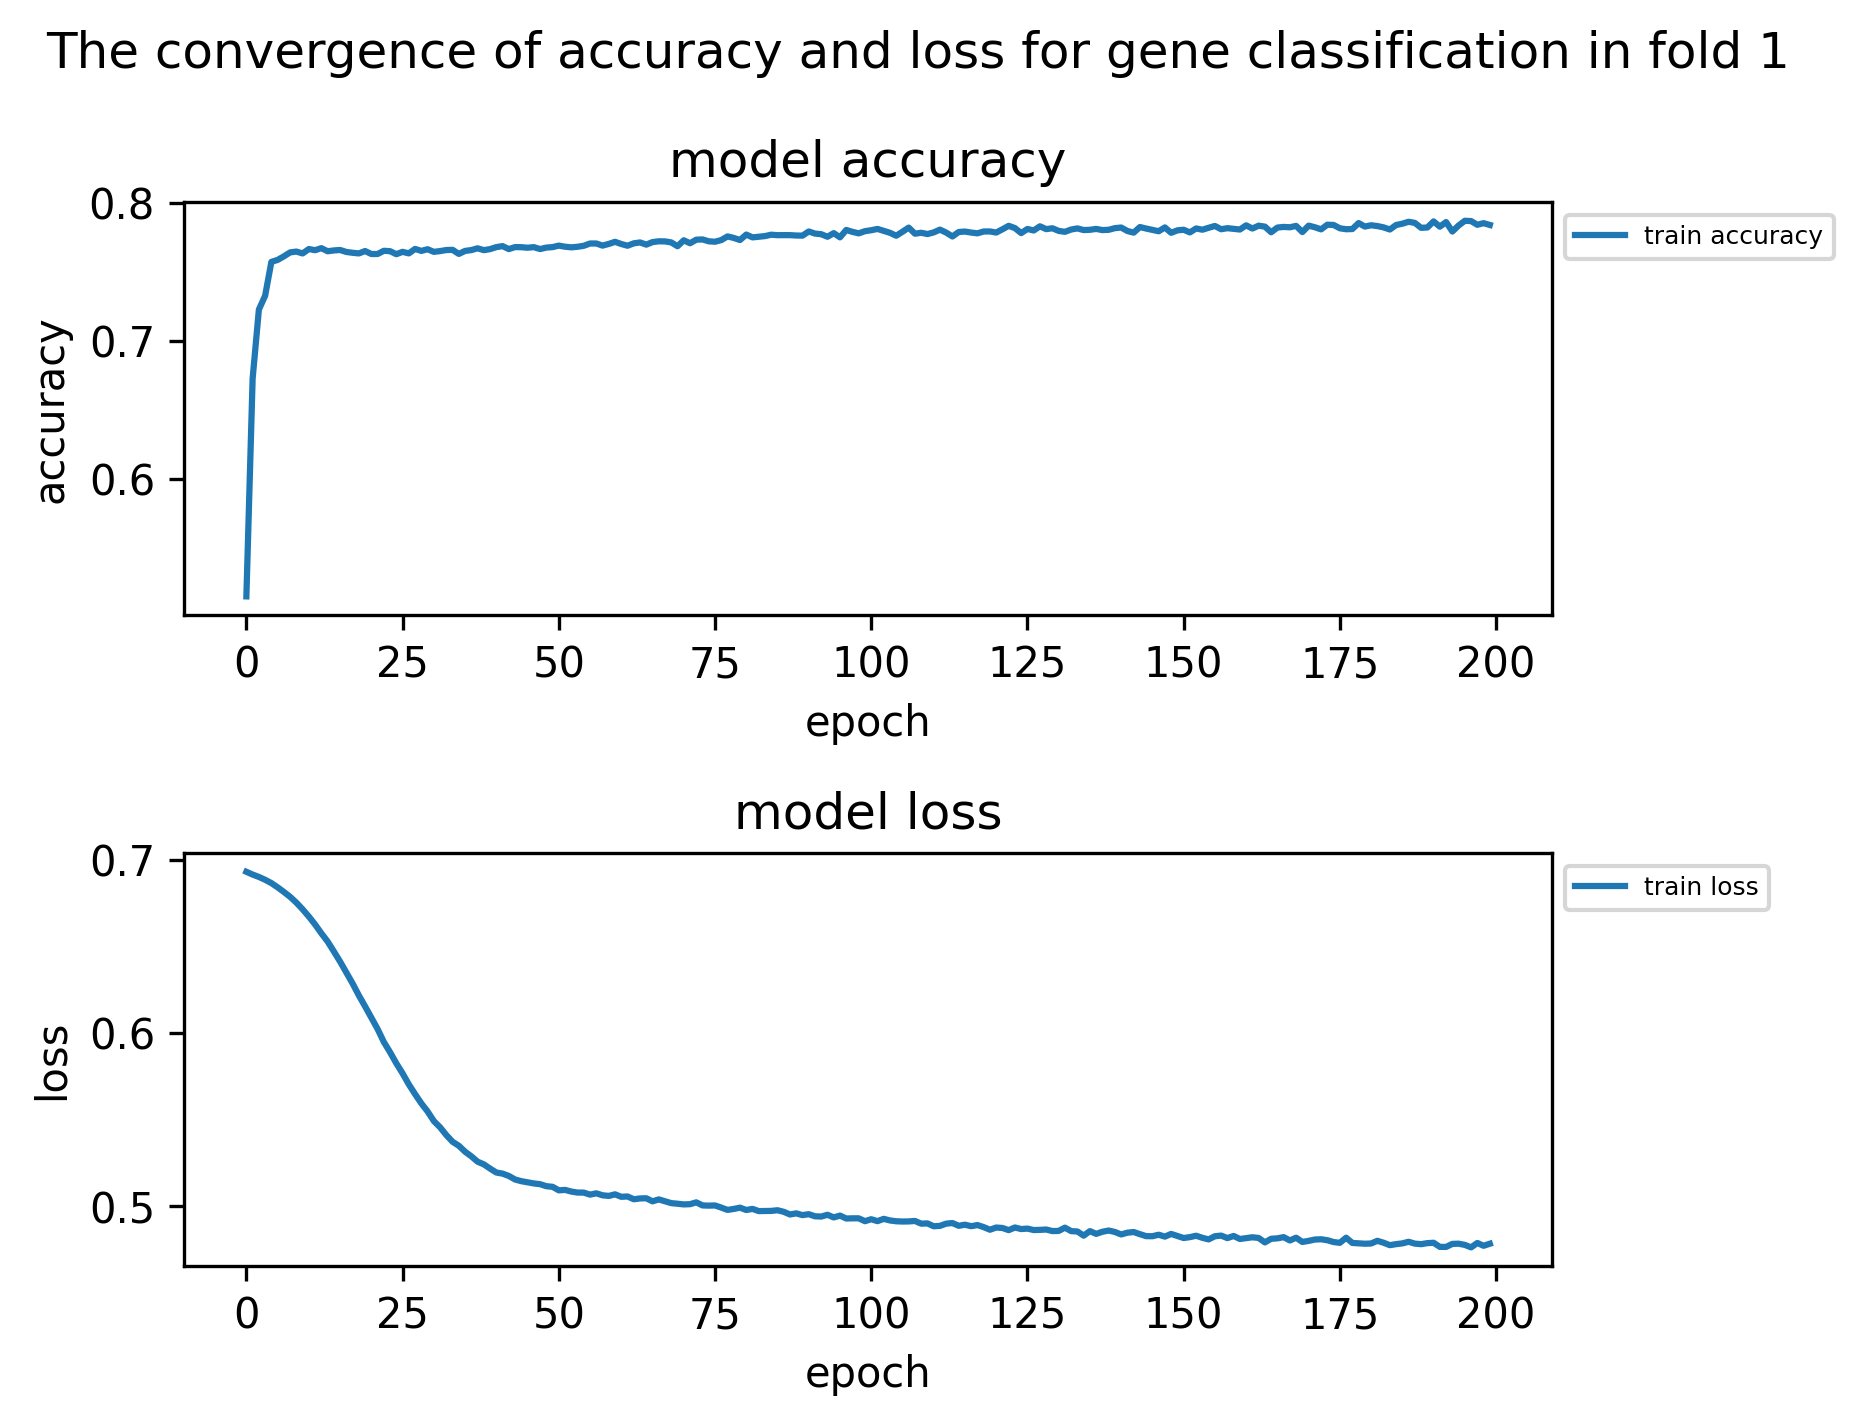 The convergence of accuracy and loss for gene classification in fold 1
model accuracy
train accuracy
accuracy
0.8
0.7
0.6
0 25 50 75 100 125 150 175 200
epoch
model loss
train loss
loss
0.7
0.6
0.5
0 25 50 75 100 125 150 175 200
epoch